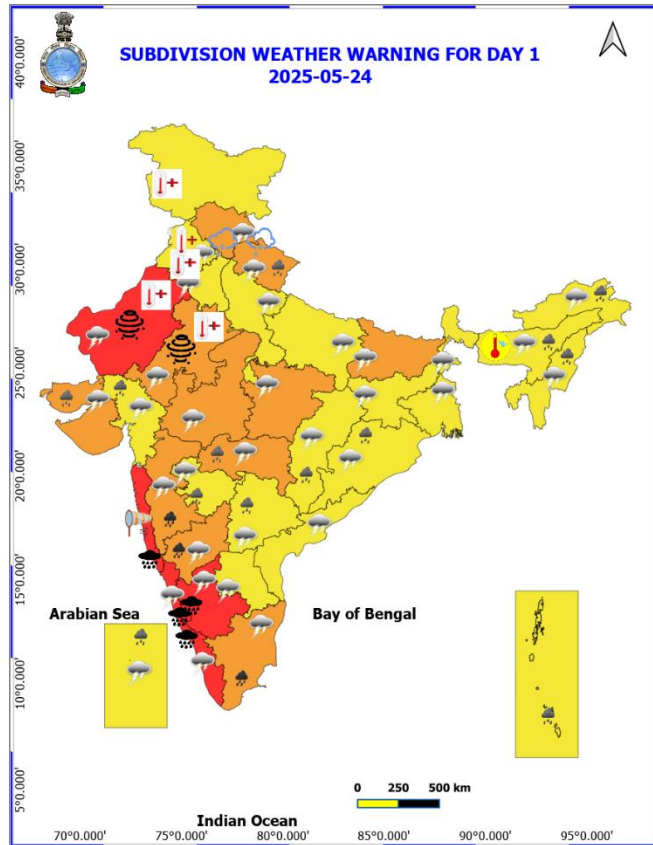 SUBDIVISION WEATHER WARNING FOR DAY 1
2025-05-24
40°0.000'
35°0.000'
30°0.000'
25°0.000'
20°0.000'
15°0.000'
10°0.000'
5°0.000'
Arabian Sea
Bay of Bengal
0 250 500 km
Indian Ocean
70°0.000' 75°0.000' 80°0.000' 85°0.000' 90°0.000' 95°0.000'